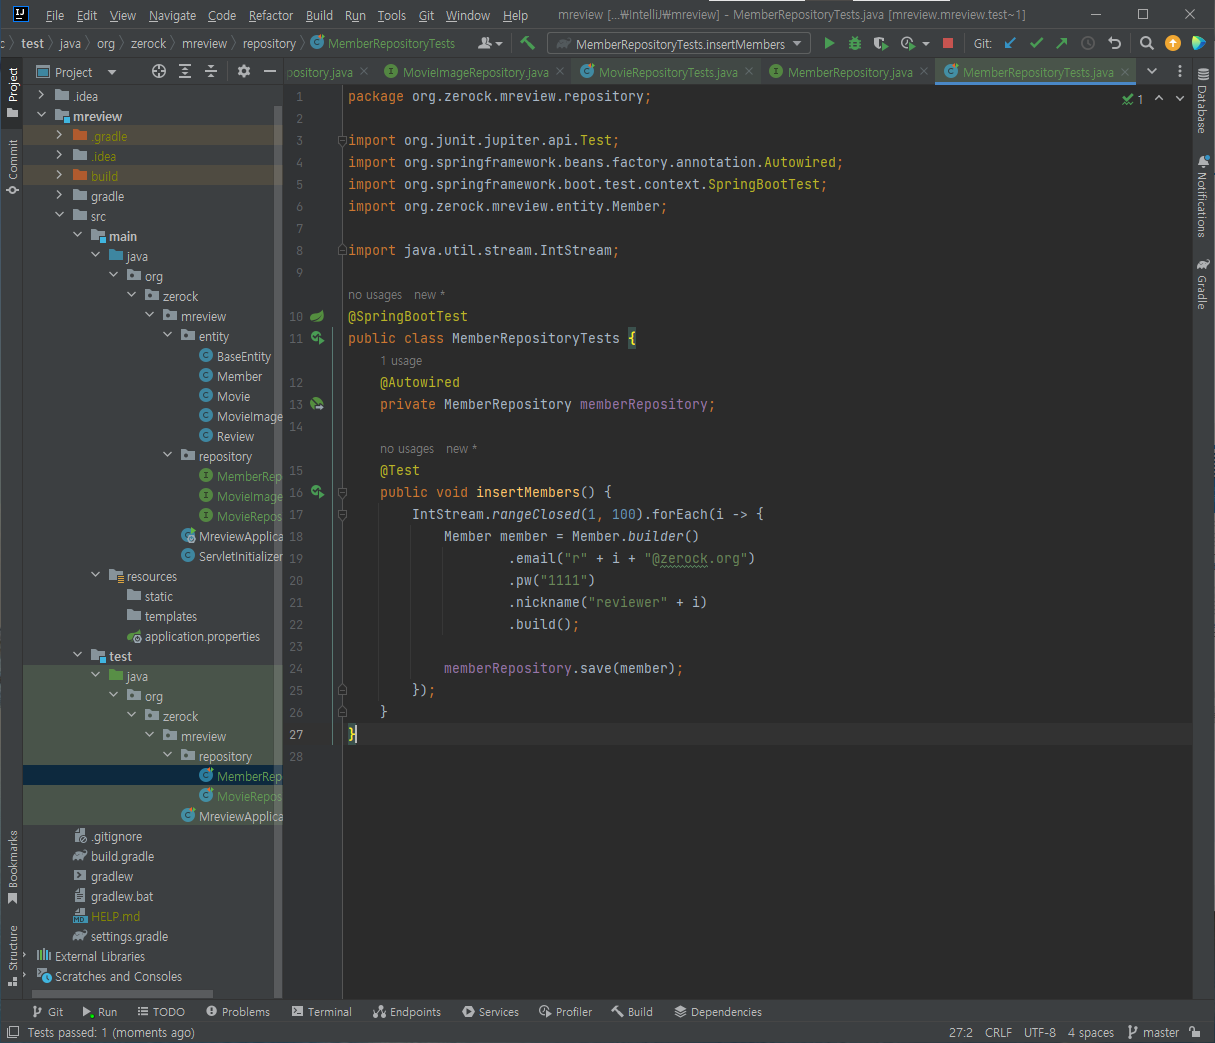 File Edit View Navigate Code Refactor Build Run Tools Git Window Help mreview [...₩IntelliJ₩mreview] - MemberRepositoryTests.java [mreview.mreview.test~1]
test java org zerock mreview repository MemberRepositoryTests MemberRepositoryTests.insertMembers Git:
Project
pository.java MovieImageRepository.java MovieRepositoryTests.java MemberRepository.java MemberRepositoryTests.java
Project
Commit
Bookmarks
Structure
.idea
mreview
.gradle
.idea
build
gradle
src
main
java
org
zerock
mreview
entity
BaseEntity
Member
Movie
MovieImage
Review
repository
MemberRep
MovieImage
MovieRepos
MreviewApplica
ServletInitializer
resources
static
templates
application.properties
test
java
org
zerock
mreview
repository
MemberRep
MovieRepos
MreviewApplica
.gitignore
build.gradle
gradlew
gradlew.bat
HELP.md
settings.gradle
External Libraries
Scratches and Consoles
1 package org.zerock.mreview.repository;
2
3 import org.junit.jupiter.api.Test;
4 import org.springframework.beans.factory.annotation.Autowired;
5 import org.springframework.boot.test.context.SpringBootTest;
6 import org.zerock.mreview.entity.Member;
7
8 import java.util.stream.IntStream;
9
no usages new *
10 @SpringBootTest
11 public class MemberRepositoryTests {
1 usage
12 @Autowired
13 private MemberRepository memberRepository;
14
no usages new *
15 @Test
16 public void insertMembers() {
17 IntStream.rangeClosed(1, 100).forEach(i -> {
18 Member member = Member.builder()
19 .email("r" + i + "@zerock.org")
20 .pw("1111")
21 .nickname("reviewer" + i)
22 .build();
23
24 memberRepository.save(member);
25 });
26 }
27 }
28
1
Database
Notifications
Gradle
Git Run TODO Problems Terminal Endpoints Services Profiler Build Dependencies
Tests passed: 1 (moments ago) 27:2 CRLF UTF-8 4 spaces master